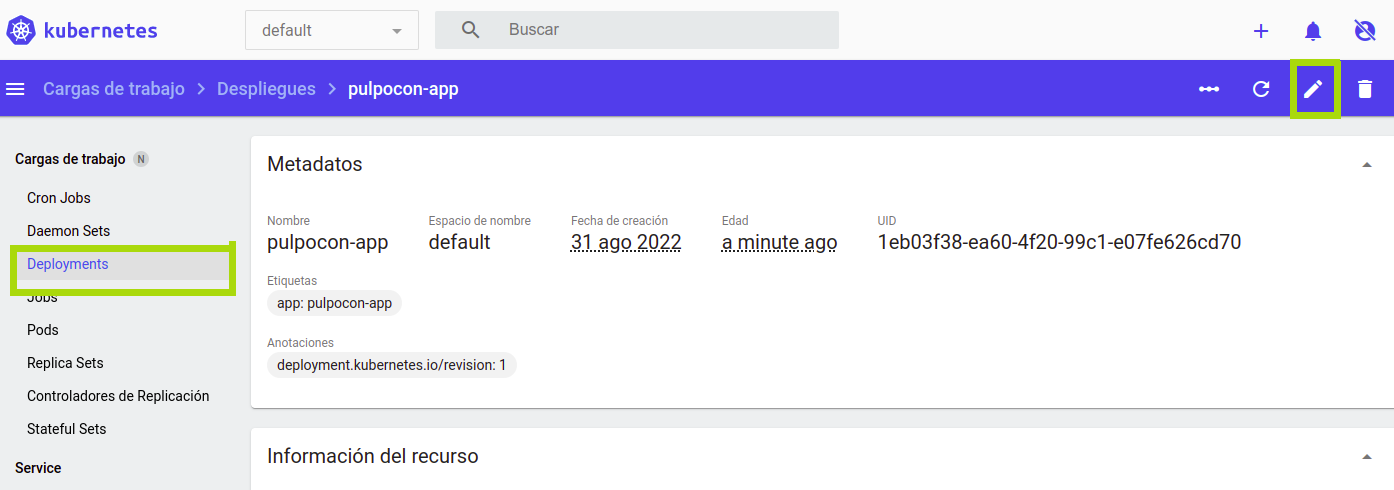 kubernetes
default
Buscar
Cargas de trabajo > Despliegues > pulpocon-app
Cargas de trabajo N
Cron Jobs
Daemon Sets
Deployments
Jobs
Pods
Replica Sets
Controladores de Replicación
Stateful Sets
Service
Metadatos
Nombre Espacio de nombre Fecha de creación Edad UID
pulpocon-app default 31 ago 2022 a minute ago 1eb03f38-ea60-4f20-99c1-e07fe626cd70
Etiquetas
app: pulpocon-app
Anotaciones
deployment.kubernetes.io/revision: 1
Información del recurso